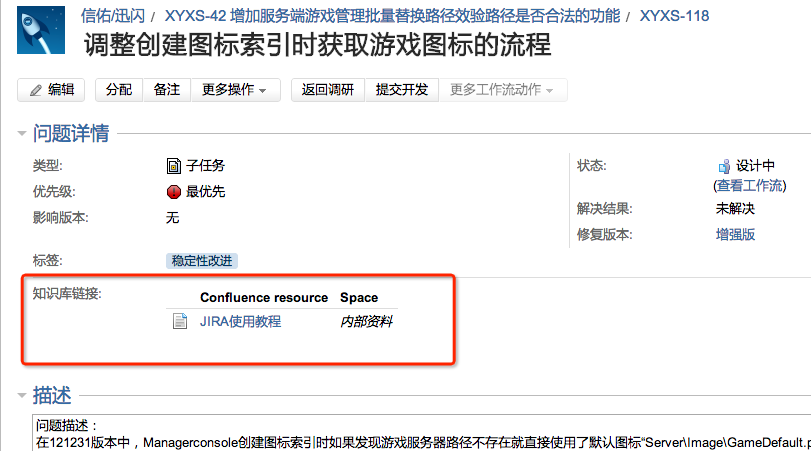 信佑/迅闪 / XYXS-42 增加服务端游戏管理批量替换路径效验路径是否合法的功能 / XYXS-118
调整创建图标索引时获取游戏图标的流程
编辑 分配 备注 更多操作 返回调研 提交开发 更多工作流动作
问题详情
类型: 子任务 状态: 设计中
(查看工作流)
优先级: 最优先
解决结果: 未解决
影响版本: 无
修复版本: 增强版
标签: 稳定性改进
知识库链接:
Confluence resource Space
JIRA使用教程 内部资料
描述
问题描述：
在121231版本中，Managerconsole创建图标索引时如果发现游戏服务器路径不存在就直接使用了默认图标“Server\Image\GameDefault.p